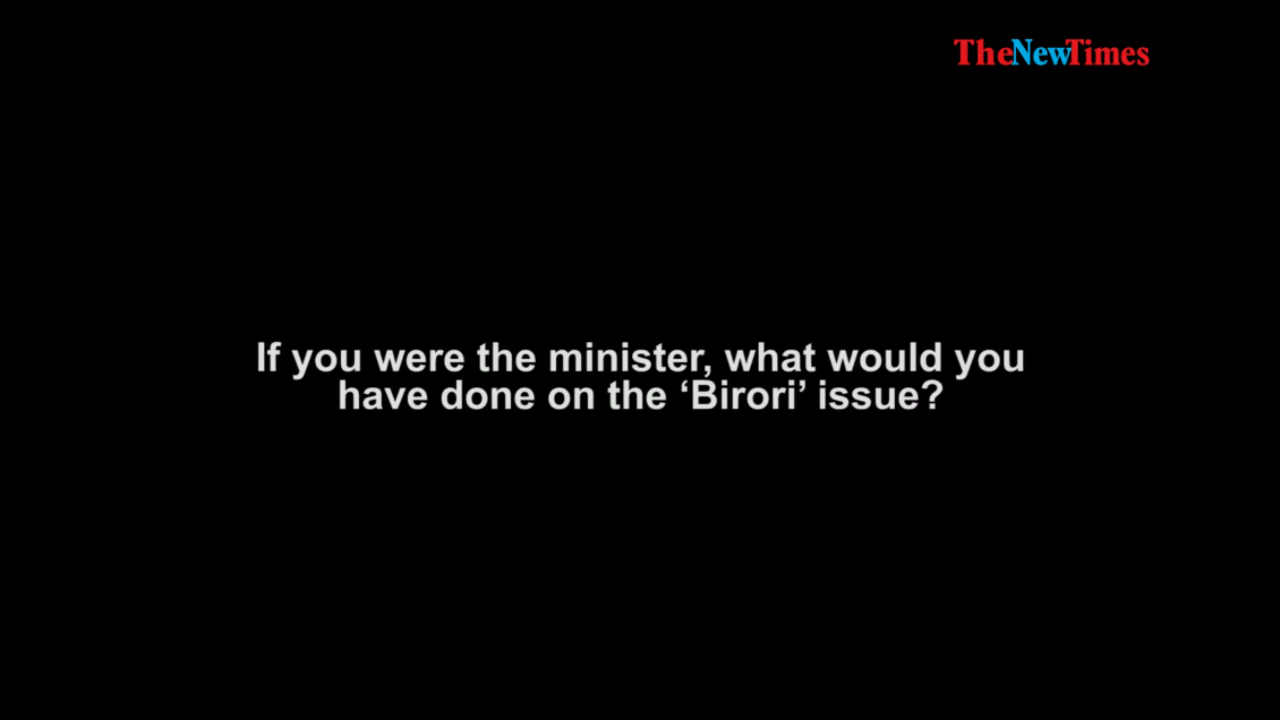 TheNewTimes
If you were the minister, what would you
have done on the ‘Birori’ issue?